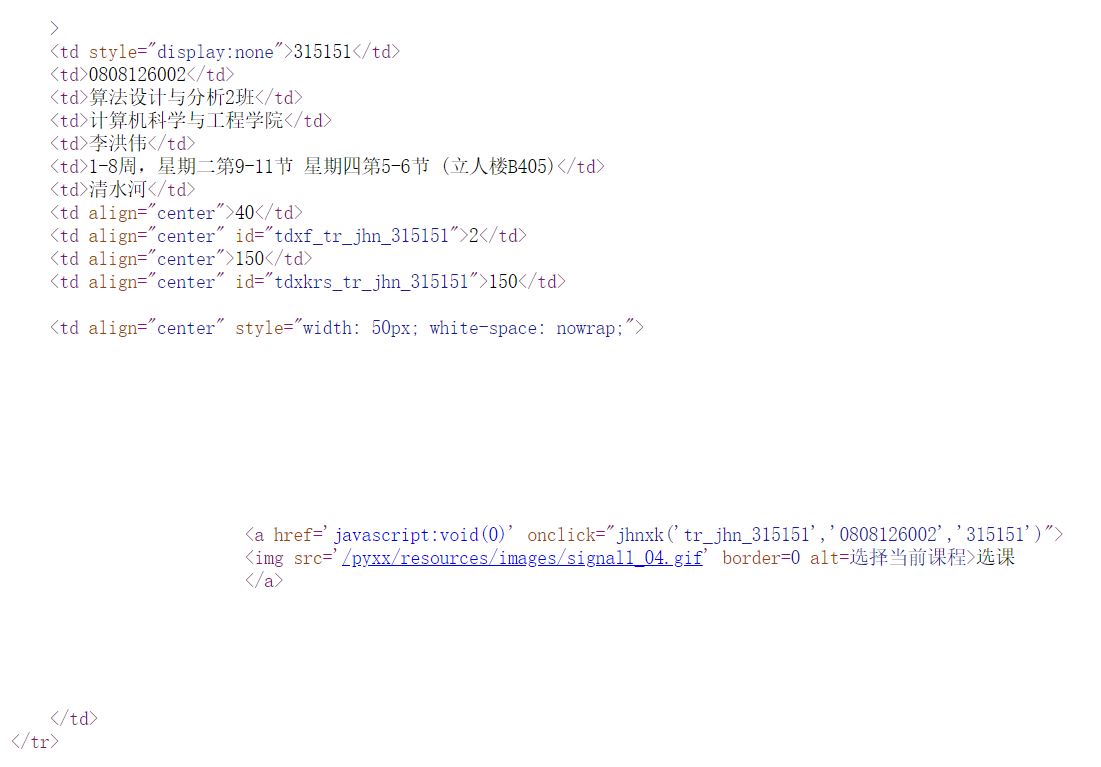 >
<td style="display:none">315151</td>
<td>0808126002</td>
<td>算法设计与分析2班</td>
<td>计算机科学与工程学院</td>
<td>李洪伟</td>
<td>1-8周，星期二第9-11节 星期四第5-6节 (立人楼B405)</td>
<td>清水河</td>
<td align="center">40</td>
<td align="center" id="tdxf_tr_jhn_315151">2</td>
<td align="center">150</td>
<td align="center" id="tdxkrs_tr_jhn_315151">150</td>
<td align="center" style="width: 50px; white-space: nowrap;">
<a href='javascript:void(0)' onclick="jhnxk('tr_jhn_315151','0808126002','315151')">
<img src='/pyxx/resources/images/signall_04.gif' border=0 alt=选择当前课程>选课
</a>
</td>
</tr>